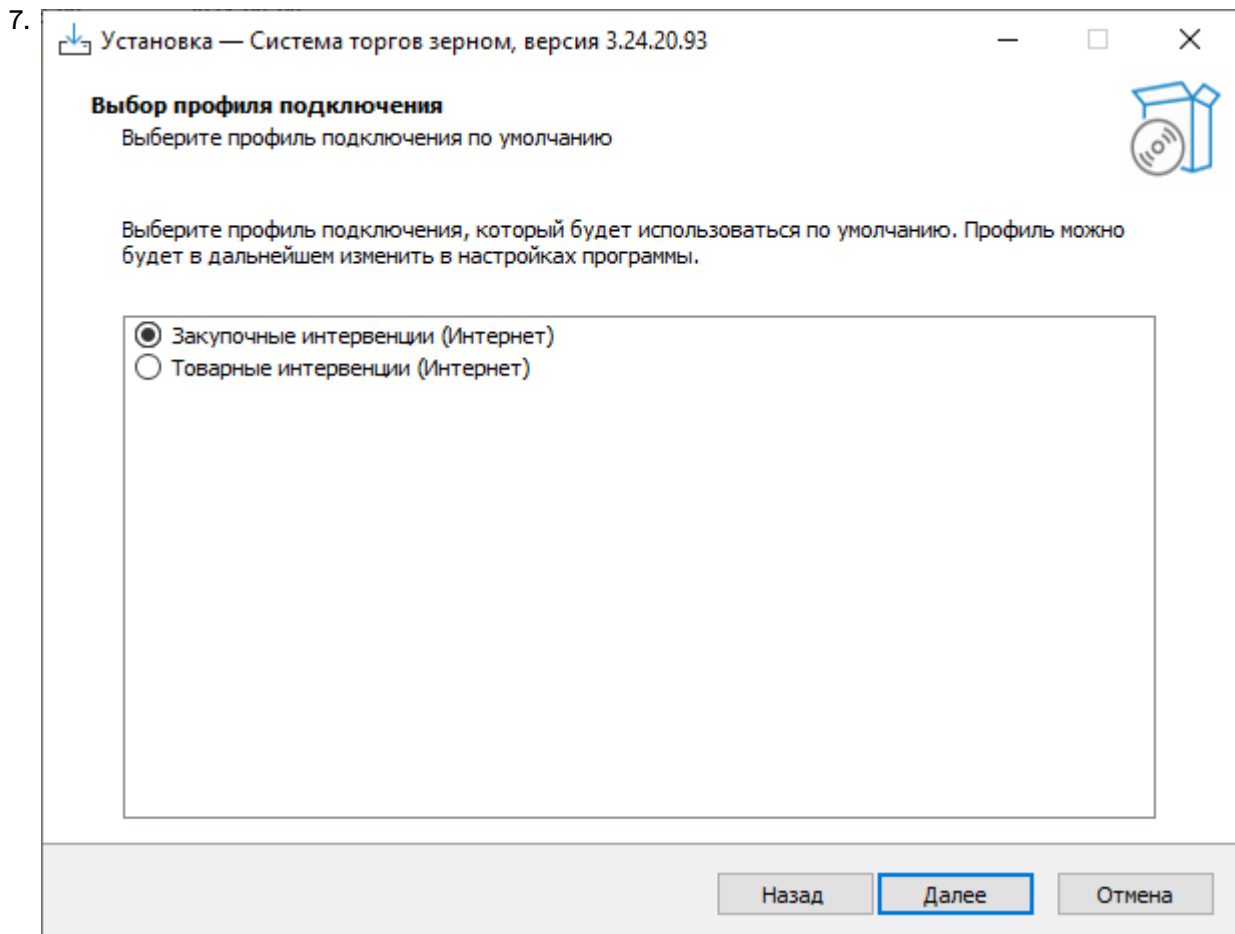 7.
Установка — Система торгов зерном, версия 3.24.20.93
Выбор профиля подключения
Выберите профиль подключения по умолчанию
Выберите профиль подключения, который будет использоваться по умолчанию. Профиль можно
будет в дальнейшем изменить в настройках программы.
Закупочные интервенции (Интернет)
Товарные интервенции (Интернет)
Назад Далее Отмена